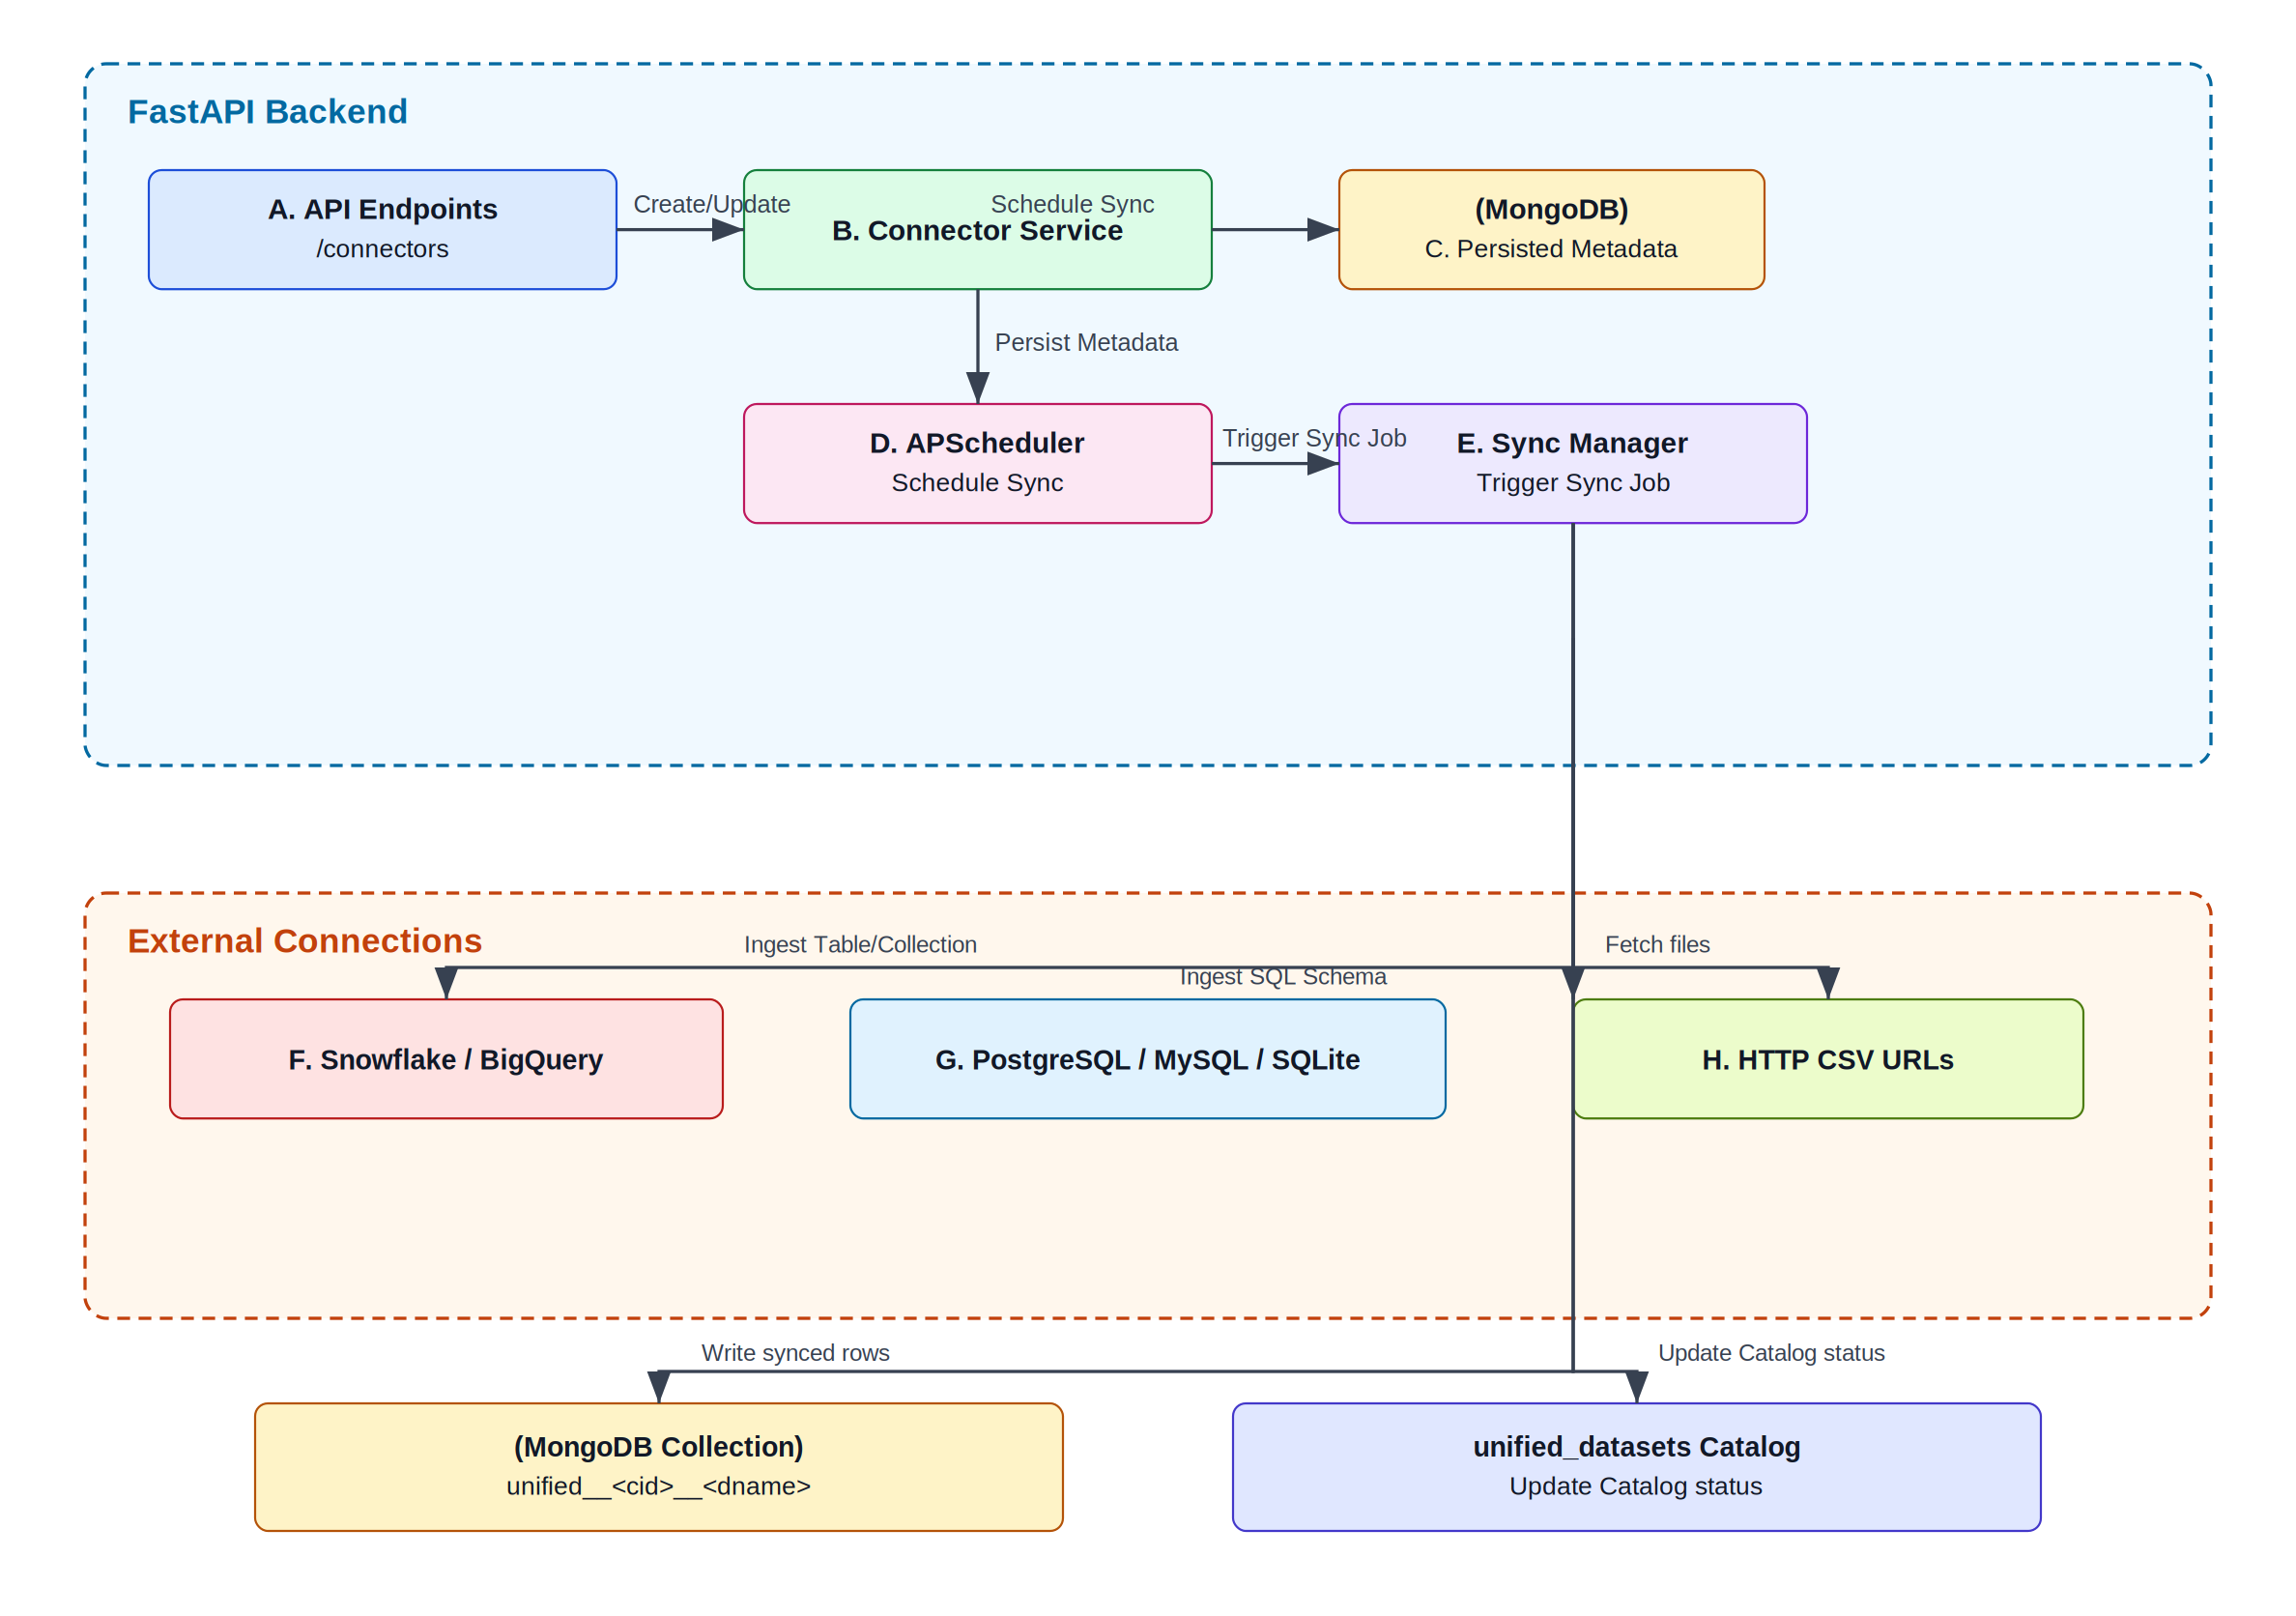 FastAPI Backend
A. API Endpoints
/connectors
Create/Update
Schedule Sync
B. Connector Service
(MongoDB)
C. Persisted Metadata
Persist Metadata
D. APScheduler
Schedule Sync
Trigger Sync Job
E. Sync Manager
Trigger Sync Job
External Connections
Ingest Table/Collection
Fetch files
Ingest SQL Schema
F. Snowflake / BigQuery
G. PostgreSQL / MySQL / SQLite
H. HTTP CSV URLs
Write synced rows
Update Catalog status
(MongoDB Collection)
unified__<cid>__<dname>
unified_datasets Catalog
Update Catalog status